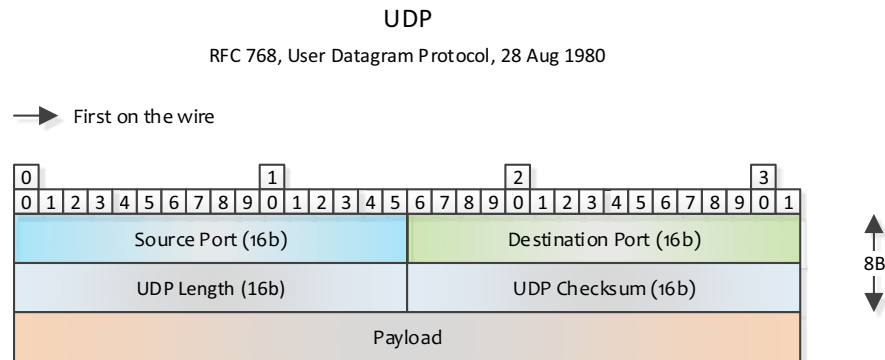 UDP
RFC 768, User Datagram Protocol, 28 Aug 1980
First on the wire
0 1 2 3
0 1 2 3 4 5 6 7 8 9 0 1 2 3 4 5 6 7 8 9 0 1 2 3 4 5 6 7 8 9 0 1
Source Port (16b) Destination Port (16b)
8B
UDP Length (16b) UDP Checksum (16b)
Payload